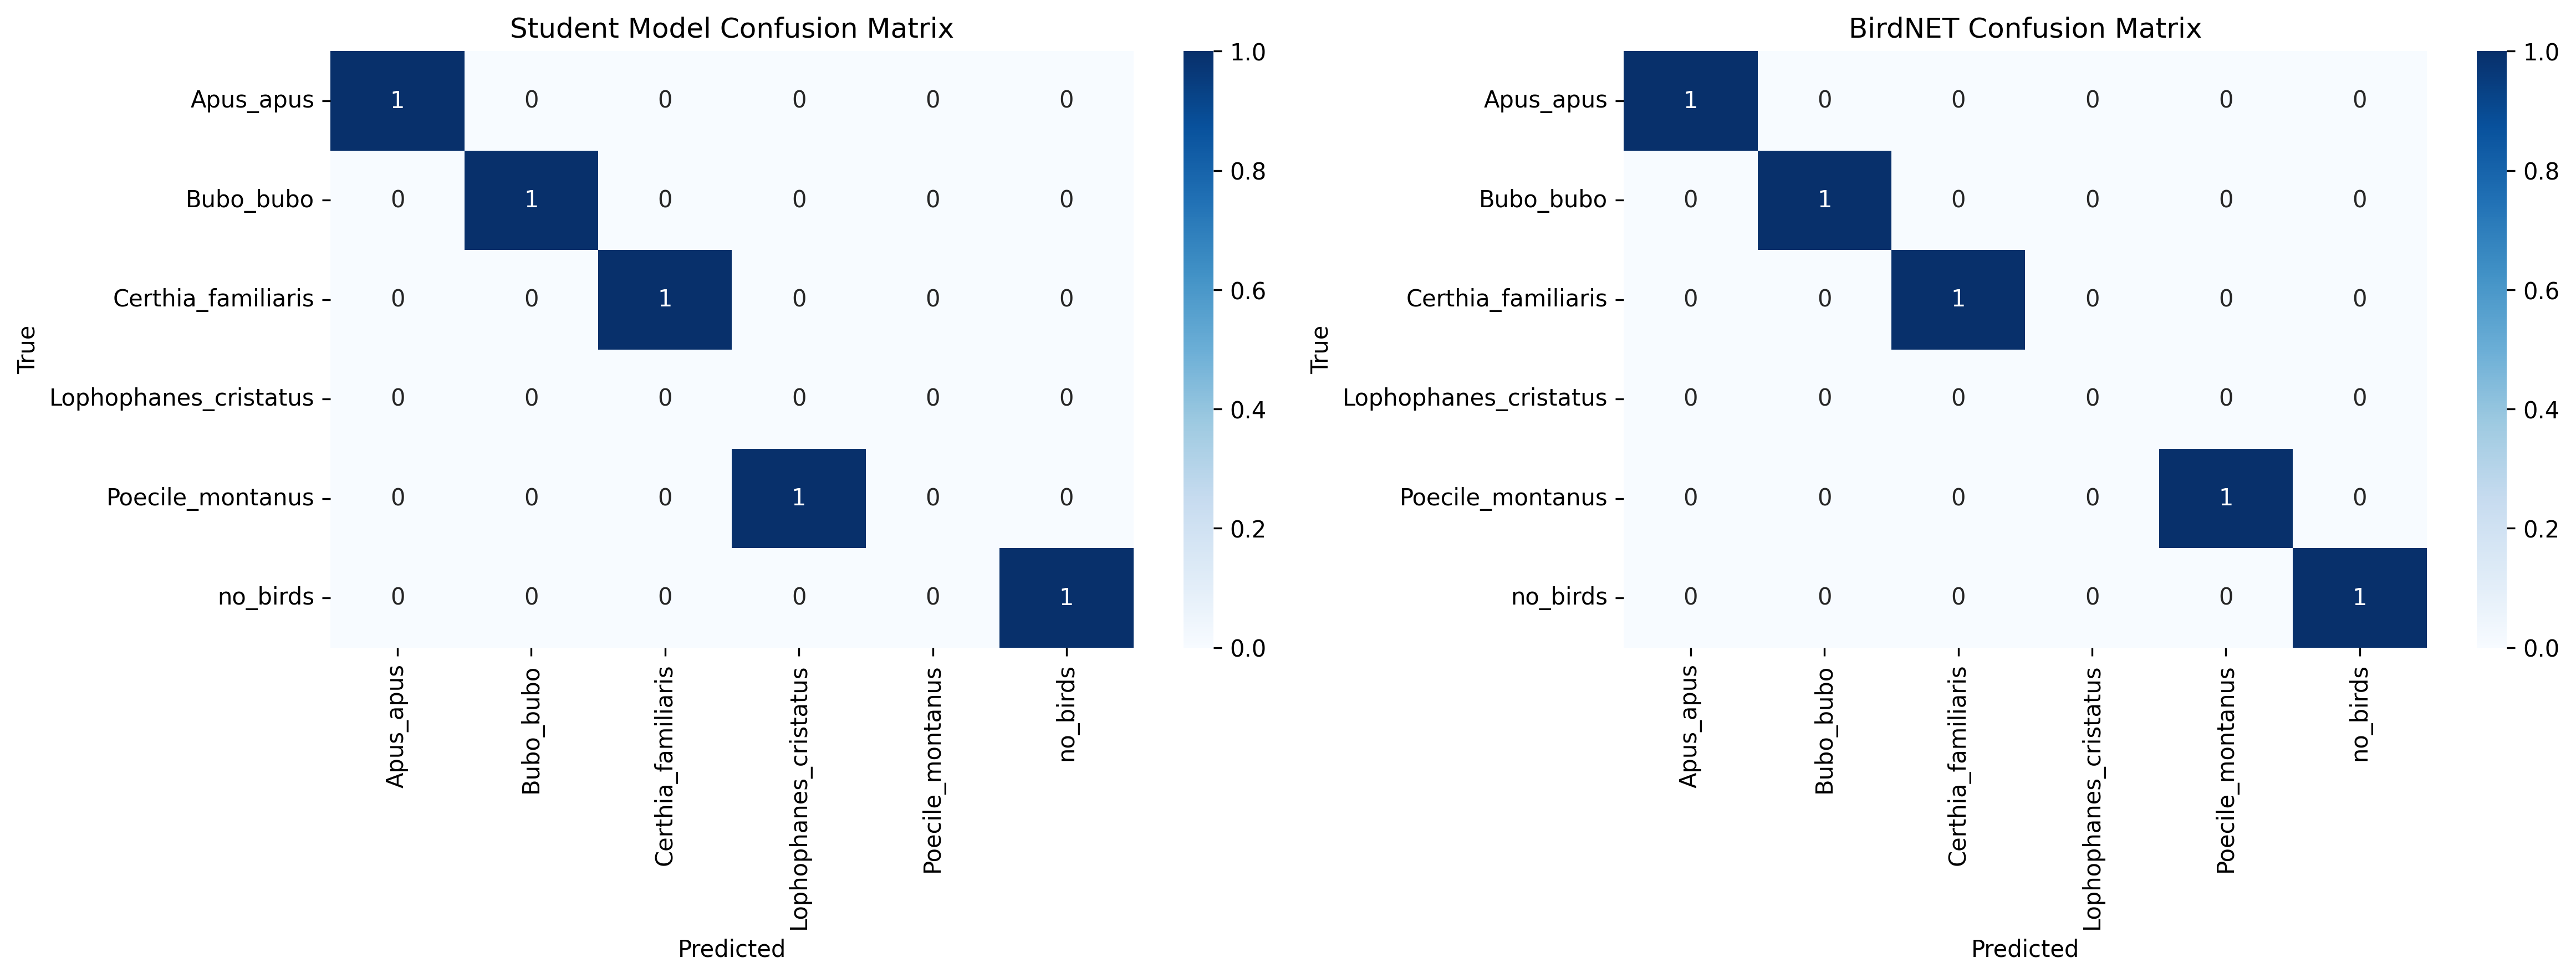 Student Model Confusion Matrix
True
Apus_apus 1 0 0 0 0 0
Bubo_bubo 0 1 0 0 0 0
Certhia_familiaris 0 0 1 0 0 0
Lophophanes_cristatus 0 0 0 0 0 0
Poecile_montanus 0 0 0 1 0 0
no_birds 0 0 0 0 0 1
Apus_apus
Bubo_bubo
Certhia_familiaris
Lophophanes_cristatus
Poecile_montanus
no_birds
Predicted
1.0
0.8
0.6
0.4
0.2
0.0
BirdNET Confusion Matrix
True
Apus_apus 1 0 0 0 0 0
Bubo_bubo 0 1 0 0 0 0
Certhia_familiaris 0 0 1 0 0 0
Lophophanes_cristatus 0 0 0 0 0 0
Poecile_montanus 0 0 0 0 1 0
no_birds 0 0 0 0 0 1
Apus_apus
Bubo_bubo
Certhia_familiaris
Lophophanes_cristatus
Poecile_montanus
no_birds
Predicted
1.0
0.8
0.6
0.4
0.2
0.0